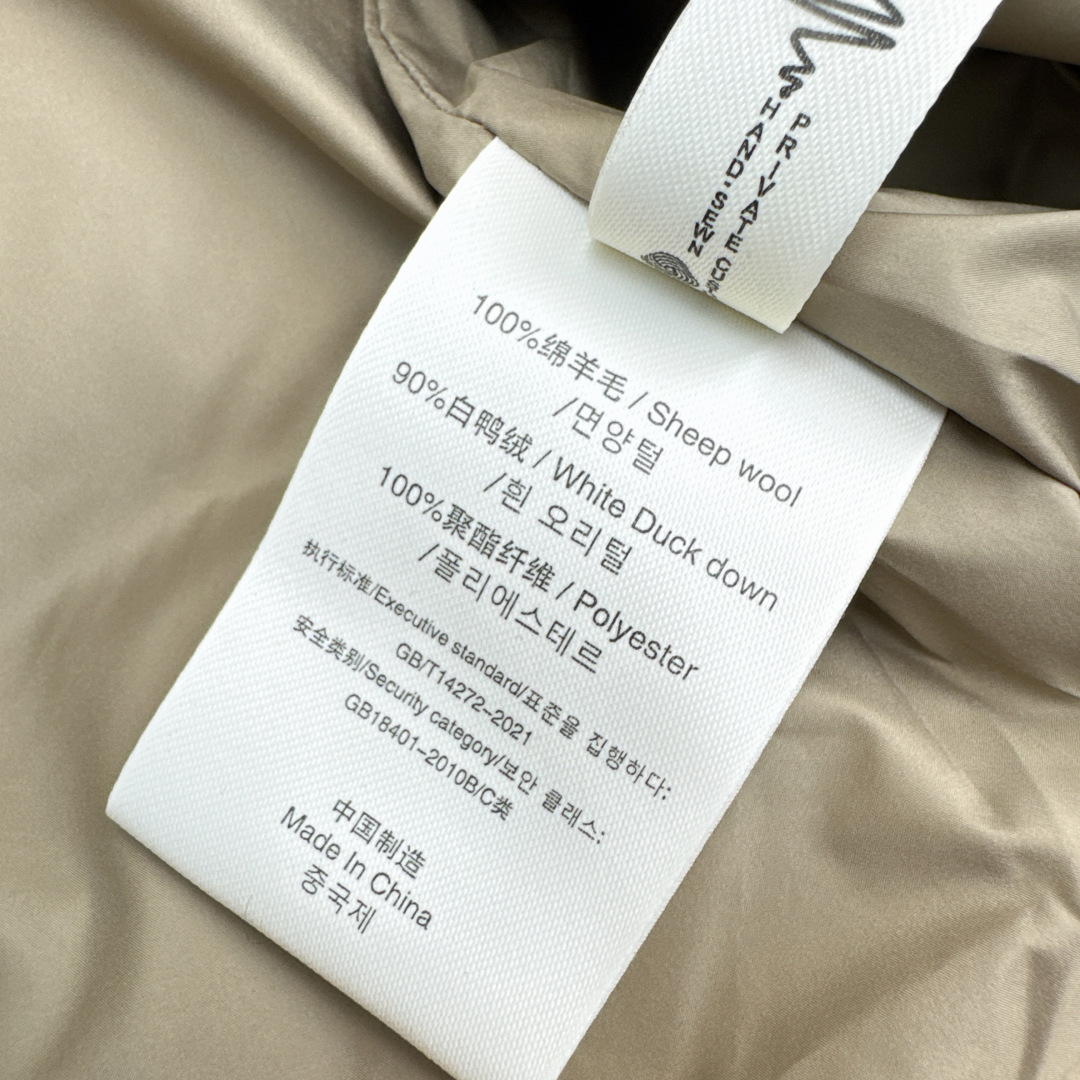 HAND·SEWN
PRIVATE CUS
100%绵羊毛 / Sheep wool
/면양털
90%白鸭绒 / White Duck down
/흰 오리털
100%聚酯纤维 / Polyester
/폴리에스테르
执行标准/Executive standard/표준을 집행하다:
GB/T14272-2021
安全类别/Security category/보안 클래스:
GB18401-2010B/C类
中国制造
Made In China
중국제